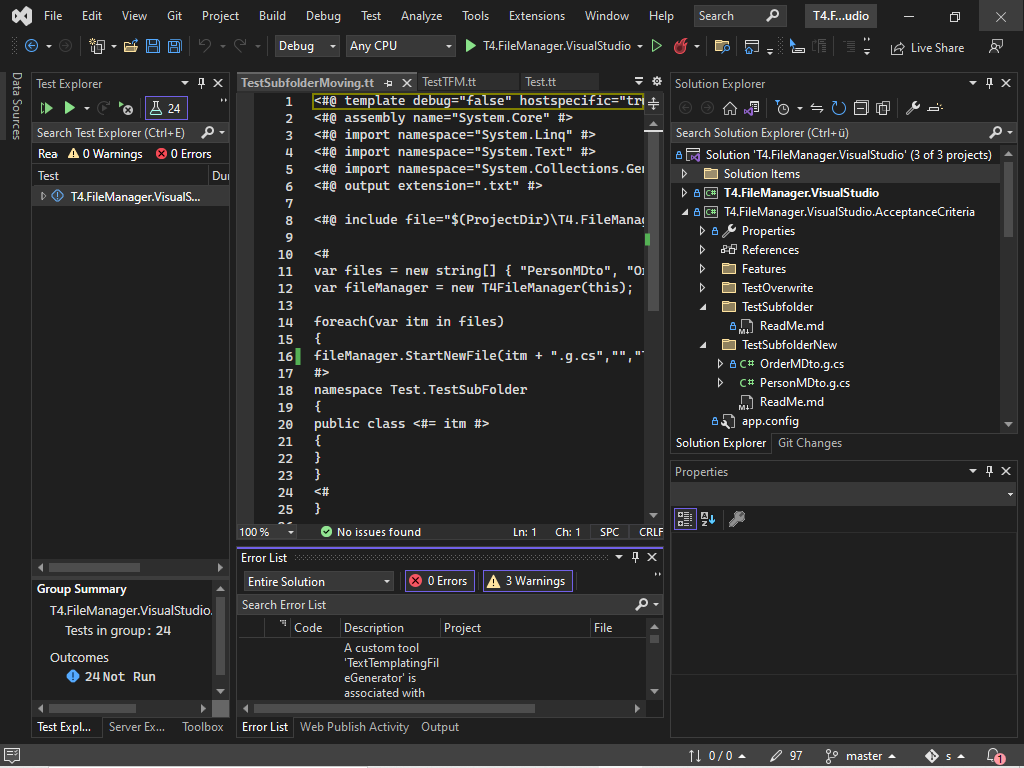 File Edit View Git Project Build Debug Test Analyze Tools Extensions Window Help Search T4.F...udio
Debug Any CPU T4.FileManager.VisualStudio Live Share
Data Sources
Test Explorer
24
Search Test Explorer (Ctrl+E)
Rea 0 Warnings 0 Errors
Test Du
T4.FileManager.VisualS...
Group Summary
T4.FileManager.VisualStudio.
Tests in group: 24
Outcomes
24 Not Run
Test Expl... Server Ex... Toolbox
TestSubfolderMoving.tt TestTFM.tt Test.tt
1 <#@ template debug="false" hostspecific="tr
2 <#@ assembly name="System.Core" #>
3 <#@ import namespace="System.Linq" #>
4 <#@ import namespace="System.Text" #>
5 <#@ import namespace="System.Collections.Gen
6 <#@ output extension=".txt" #>
7
8 <#@ include file="$(ProjectDir)\T4.FileManag
9
10 <#
11 var files = new string[] { "PersonMDto", "Or
12 var fileManager = new T4FileManager(this);
13
14 foreach(var itm in files)
15 {
16 fileManager.StartNewFile(itm + ".g.cs","","T
17 #>
18 namespace Test.TestSubFolder
19 {
20 public class <#= itm #>
21 {
22 }
23 }
24 <#
25 }
100 % No issues found Ln: 1 Ch: 1 SPC CRLF
Error List
Entire Solution 0 Errors 3 Warnings
Search Error List
Code Description Project File
A custom tool
'TextTemplatingFil
eGenerator' is
associated with
Error List Web Publish Activity Output
Solution Explorer
Search Solution Explorer (Ctrl+ü)
Solution 'T4.FileManager.VisualStudio' (3 of 3 projects)
Solution Items
C# T4.FileManager.VisualStudio
C# T4.FileManager.VisualStudio.AcceptanceCriteria
Properties
References
Features
TestOverwrite
TestSubfolder
ReadMe.md
TestSubfolderNew
C# OrderMDto.g.cs
C# PersonMDto.g.cs
ReadMe.md
app.config
Solution Explorer Git Changes
Properties
0 / 0 97 master s 1